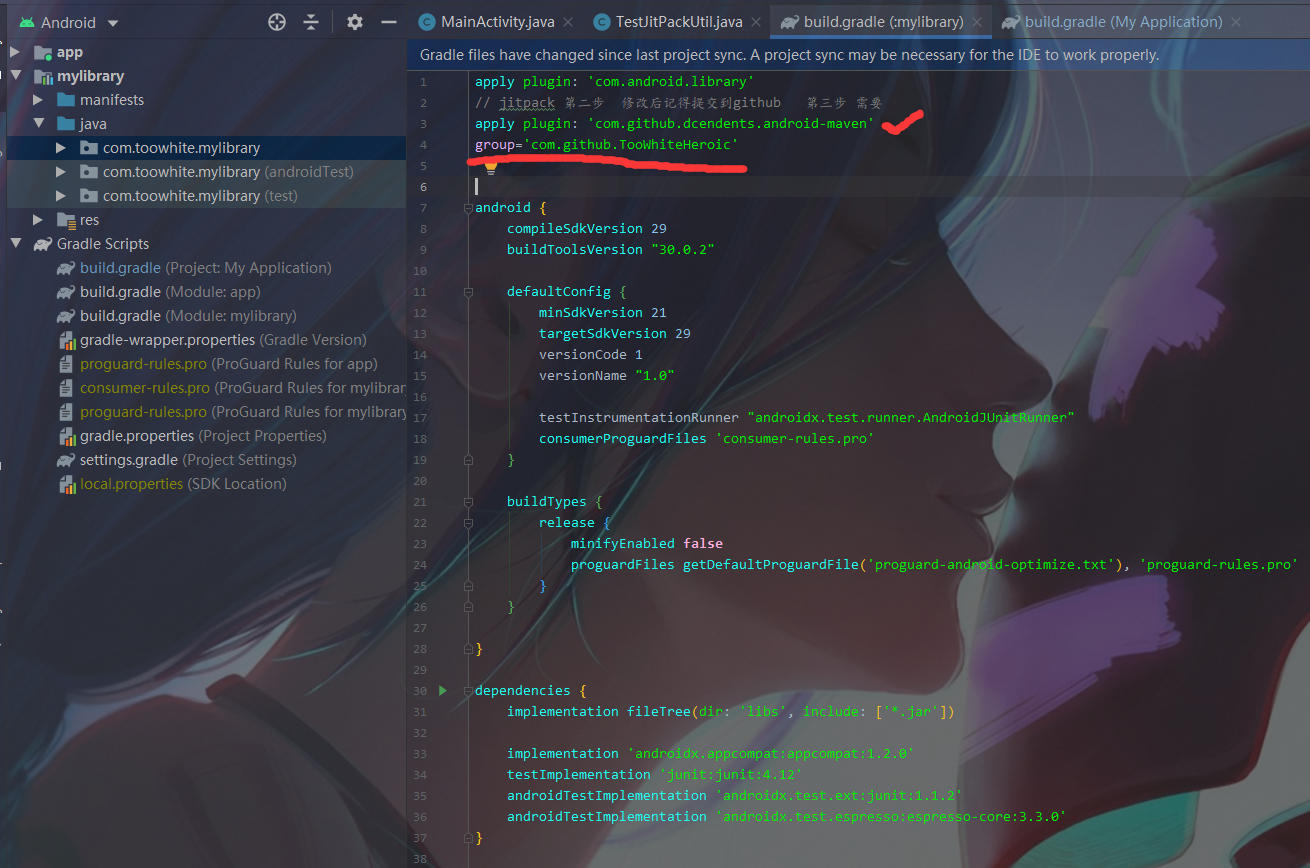 Android
MainActivity.java
TestJitPackUtil.java
build.gradle (:mylibrary)
build.gradle (My Application)
Gradle files have changed since last project sync. A project sync may be necessary for the IDE to work properly.
app
mylibrary
manifests
java
com.toowhite.mylibrary
com.toowhite.mylibrary (androidTest)
com.toowhite.mylibrary (test)
res
Gradle Scripts
build.gradle (Project: My Application)
build.gradle (Module: app)
build.gradle (Module: mylibrary)
gradle-wrapper.properties (Gradle Version)
proguard-rules.pro (ProGuard Rules for app)
consumer-rules.pro (ProGuard Rules for mylibrar
proguard-rules.pro (ProGuard Rules for mylibrary
gradle.properties (Project Properties)
settings.gradle (Project Settings)
local.properties (SDK Location)
1 apply plugin: 'com.android.library'
2 // jitpack 第二步 修改后记得提交到github 第三步 需要
3 apply plugin: 'com.github.dcendents.android-maven'
4 group='com.github.TooWhiteHeroic'
5
6
7 android {
8 compileSdkVersion 29
9 buildToolsVersion "30.0.2"
10
11 defaultConfig {
12 minSdkVersion 21
13 targetSdkVersion 29
14 versionCode 1
15 versionName "1.0"
16
17 testInstrumentationRunner "androidx.test.runner.AndroidJUnitRunner"
18 consumerProguardFiles 'consumer-rules.pro'
19 }
20
21 buildTypes {
22 release {
23 minifyEnabled false
24 proguardFiles getDefaultProguardFile('proguard-android-optimize.txt'), 'proguard-rules.pro'
25 }
26 }
27
28 }
29
30 dependencies {
31 implementation fileTree(dir: 'libs', include: ['*.jar'])
32
33 implementation 'androidx.appcompat:appcompat:1.2.0'
34 testImplementation 'junit:junit:4.12'
35 androidTestImplementation 'androidx.test.ext:junit:1.1.2'
36 androidTestImplementation 'androidx.test.espresso:espresso-core:3.3.0'
37 }
38